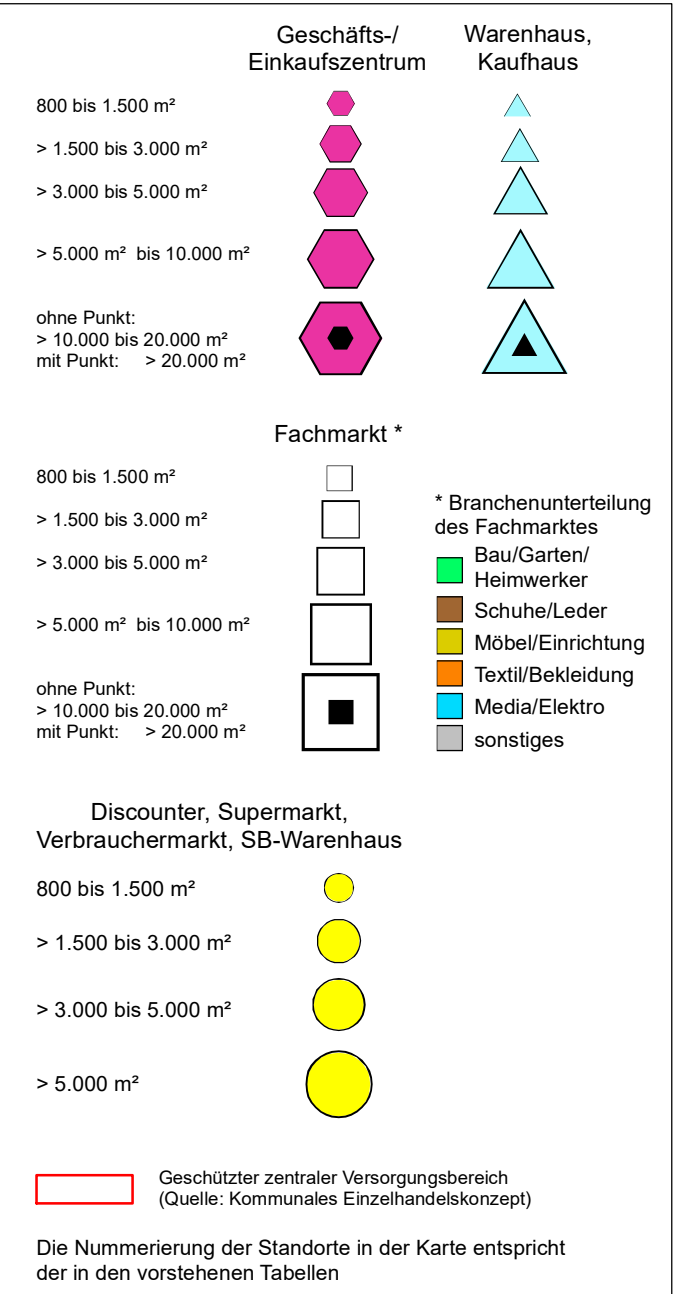 Geschäfts-/
Einkaufszentrum
Warenhaus,
Kaufhaus
800 bis 1.500 m²
> 1.500 bis 3.000 m²
> 3.000 bis 5.000 m²
> 5.000 m² bis 10.000 m²
ohne Punkt:
> 10.000 bis 20.000 m²
mit Punkt: > 20.000 m²
Fachmarkt *
800 bis 1.500 m²
> 1.500 bis 3.000 m²
> 3.000 bis 5.000 m²
> 5.000 m² bis 10.000 m²
ohne Punkt:
> 10.000 bis 20.000 m²
mit Punkt: > 20.000 m²
* Branchenunterteilung
des Fachmarktes
Bau/Garten/
Heimwerker
Schuhe/Leder
Möbel/Einrichtung
Textil/Bekleidung
Media/Elektro
sonstiges
Discounter, Supermarkt,
Verbrauchermarkt, SB-Warenhaus
800 bis 1.500 m²
> 1.500 bis 3.000 m²
> 3.000 bis 5.000 m²
> 5.000 m²
Geschützter zentraler Versorgungsbereich
(Quelle: Kommunales Einzelhandelskonzept)
Die Nummerierung der Standorte in der Karte entspricht
der in den vorstehenen Tabellen